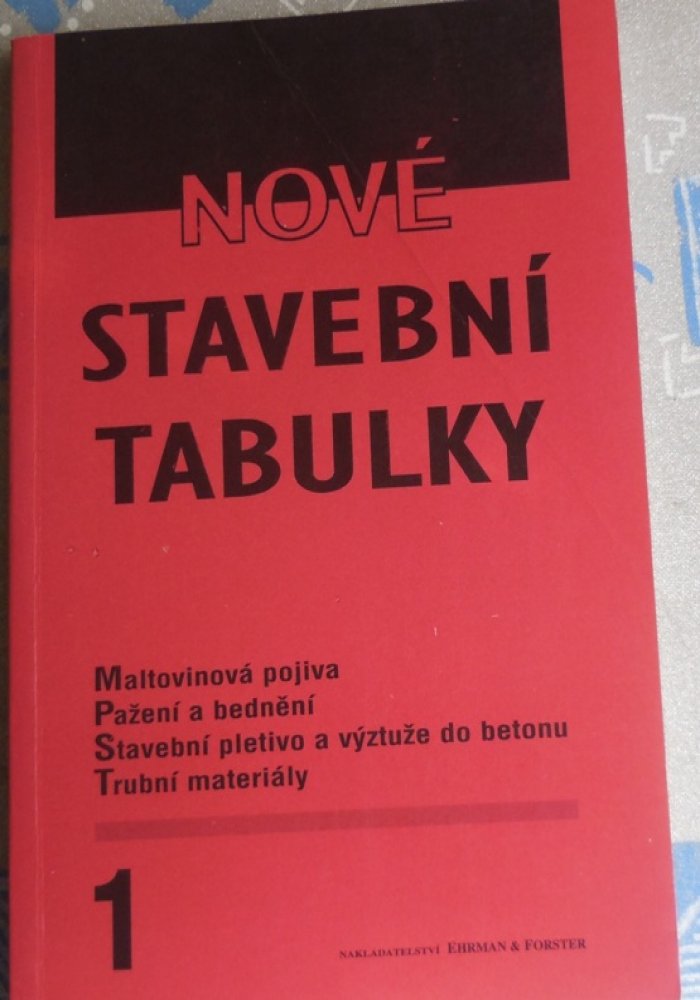 NOVÉ
STAVEBNÍ
TABULKY
Maltovinová pojiva
Pažení a bednění
Stavební pletivo a výztuže do betonu
Trubní materiály
1
NAKLADATELSTVÍ EHRMAN & FORSTER